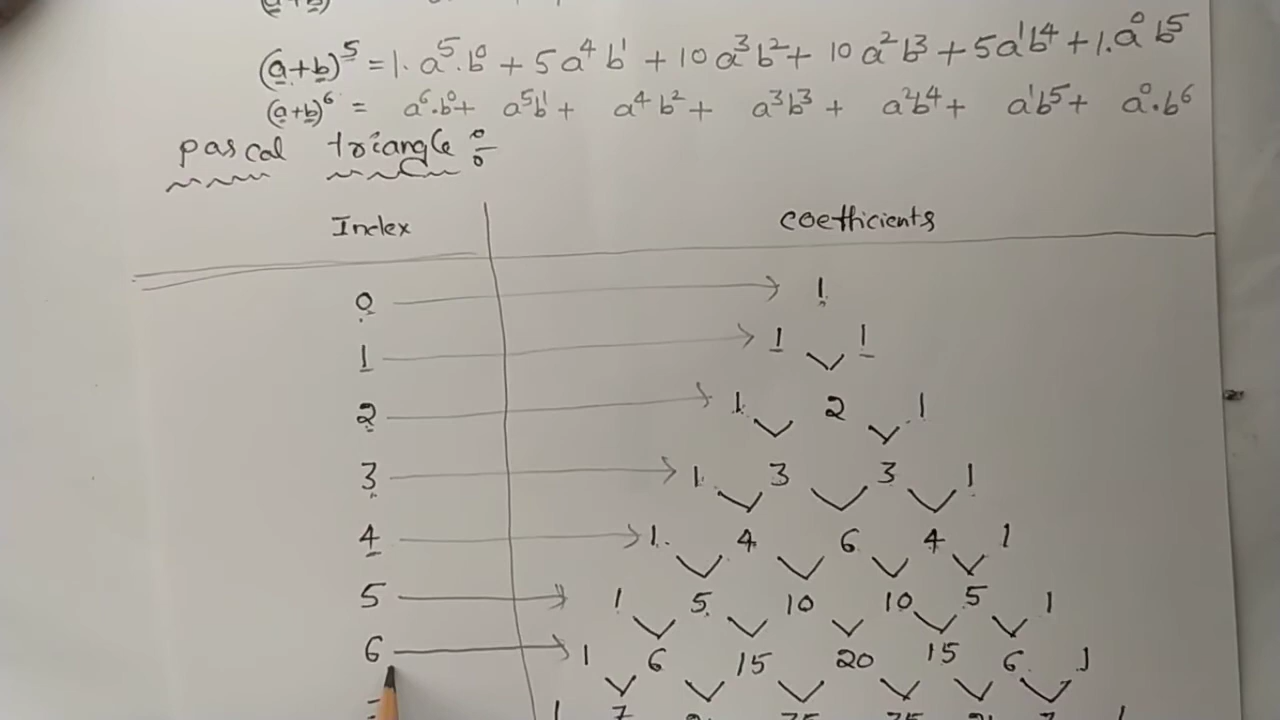 (a+b)⁵ = 1. a⁵.b⁰ + 5a⁴b¹ + 10a³b² + 10a²b³ + 5a¹b⁴ + 1.a⁰b⁵
(a+b)⁶ = a⁶.b⁰ + a⁵b¹ + a⁴b² + a³b³ + a²b⁴ + a¹b⁵ + a⁰.b⁶
pascal triangle :-
Index coefficients
0 → 1
1 → 1 1
2 → 1 2 1
3 → 1 3 3 1
4 → 1 4 6 4 1
5 → 1 5 10 10 5 1
6 → 1 6 15 20 15 6 1
1 7